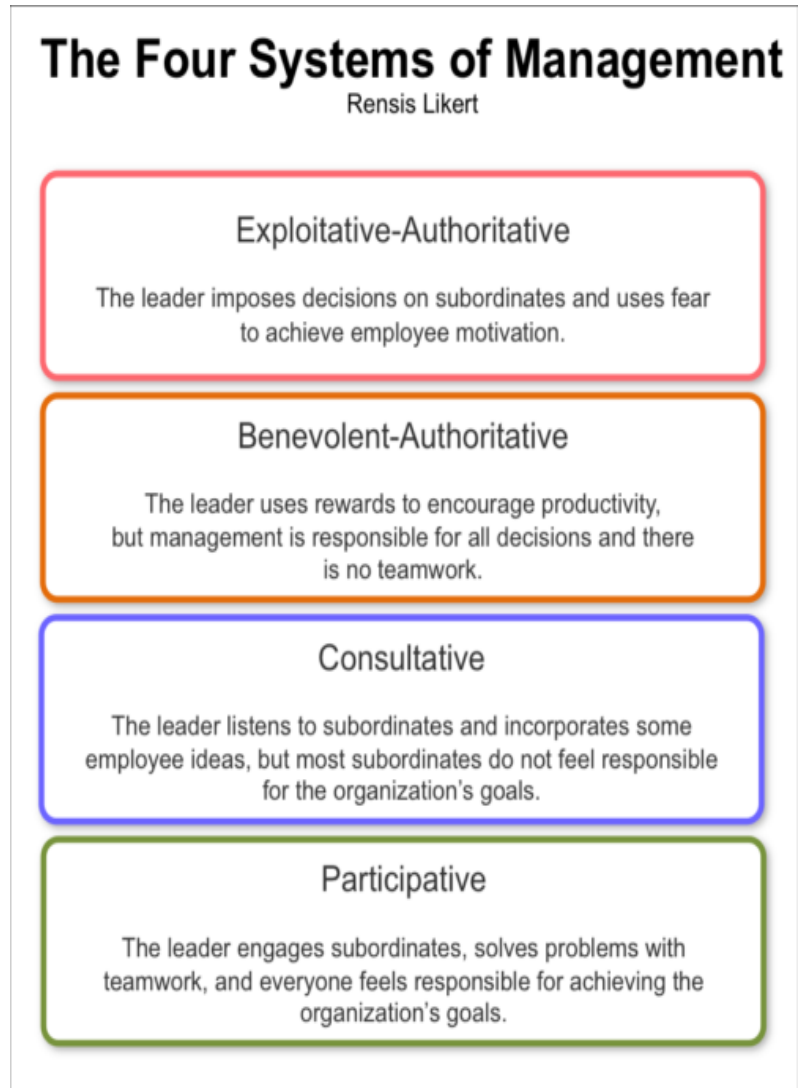 The Four Systems of Management
Rensis Likert
Exploitative-Authoritative
The leader imposes decisions on subordinates and uses fear
to achieve employee motivation.
Benevolent-Authoritative
The leader uses rewards to encourage productivity,
but management is responsible for all decisions and there
is no teamwork.
Consultative
The leader listens to subordinates and incorporates some
employee ideas, but most subordinates do not feel responsible
for the organization’s goals.
Participative
The leader engages subordinates, solves problems with
teamwork, and everyone feels responsible for achieving the
organization’s goals.